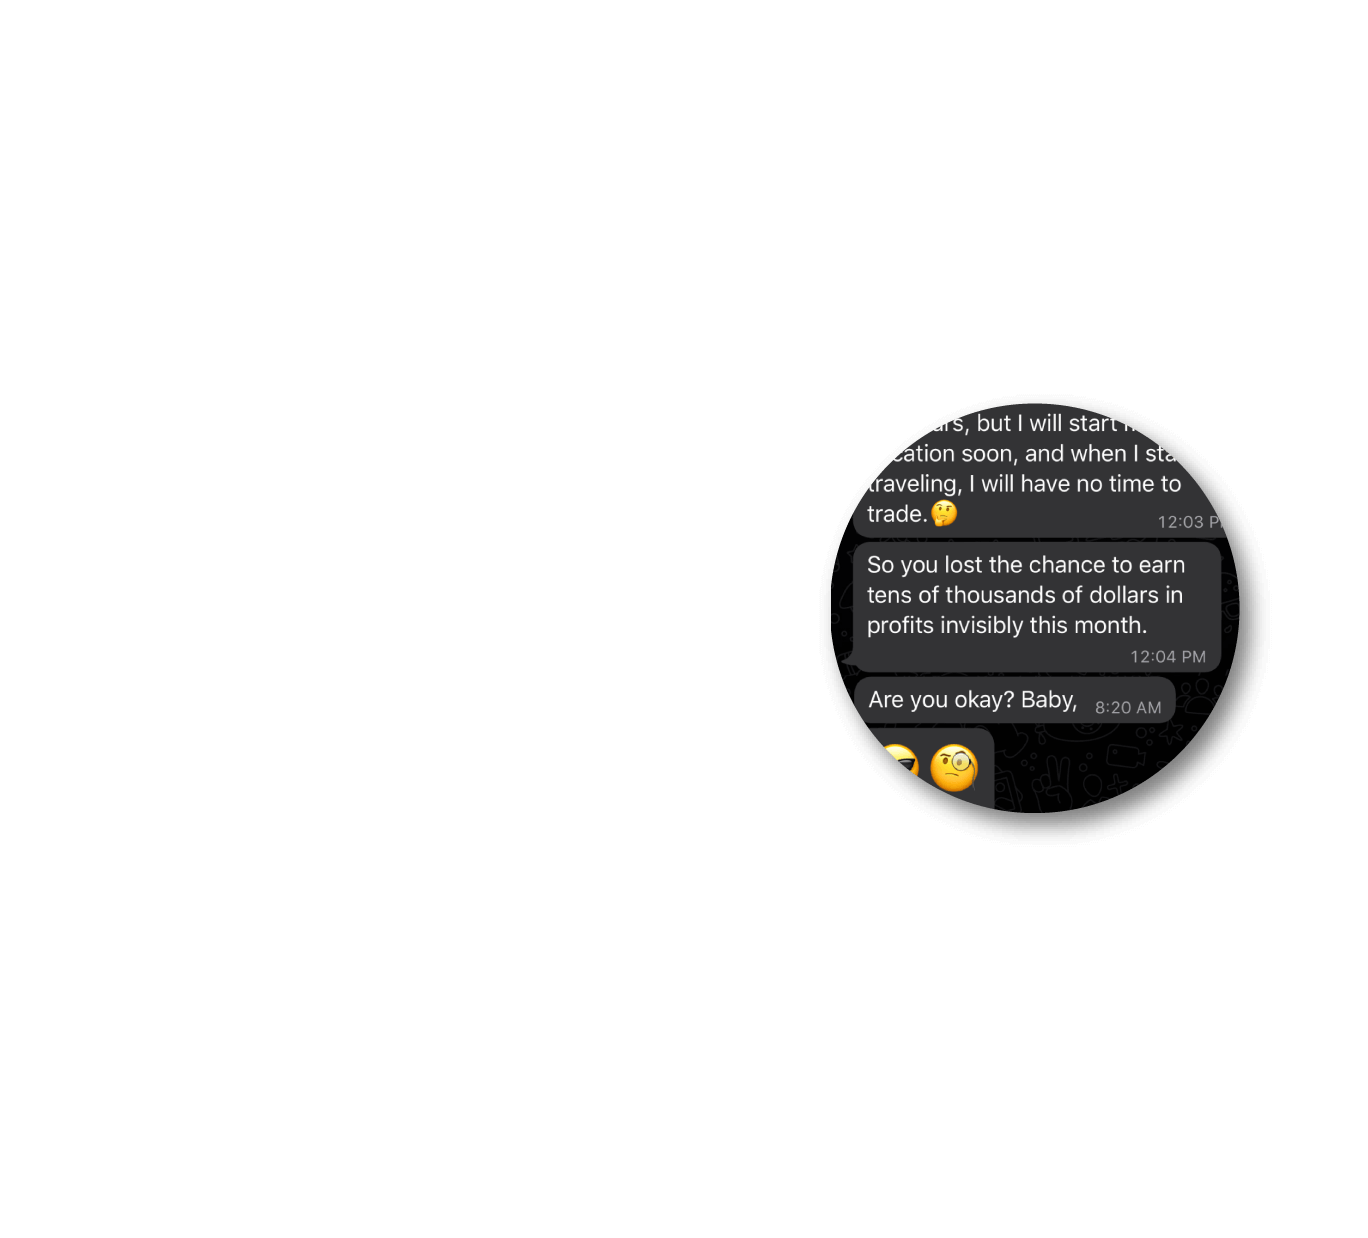 but I will start
soon, and when I
traveling, I will have no time to
trade.🤔
12:03
So you lost the chance to earn
tens of thousands of dollars in
profits invisibly this month.
12:04 PM
Are you okay? Baby, 8:20 AM